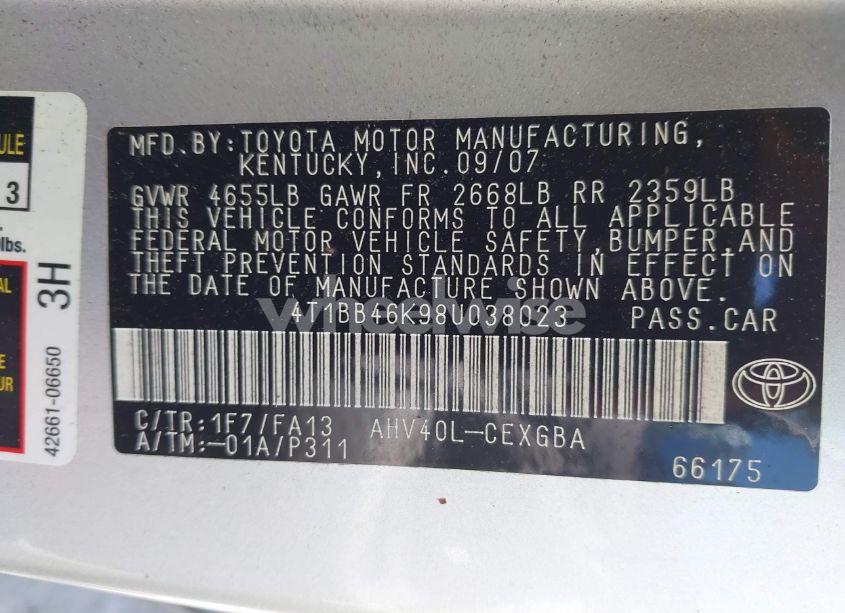 ULE
3
lbs.
AL
E
UR
42661-06650 3H
MFD.BY:TOYOTA MOTOR MANUFACTURING,
KENTUCKY,INC.09/07
GVWR 4655LB GAWR FR 2668LB RR 2359LB
THIS VEHICLE CONFORMS TO ALL APPLICABLE
FEDERAL MOTOR VEHICLE SAFETY,BUMPER,AND
THEFT PREVENTION STANDARDS IN EFFECT ON
THE DATE OF MANUFACTURE SHOWN ABOVE.
4T1BB46K98U038023 PASS.CAR
wheelwise
C/TR:1F7/FA13 AHV40L-CEXGBA
A/TM:-01A/P311
66175